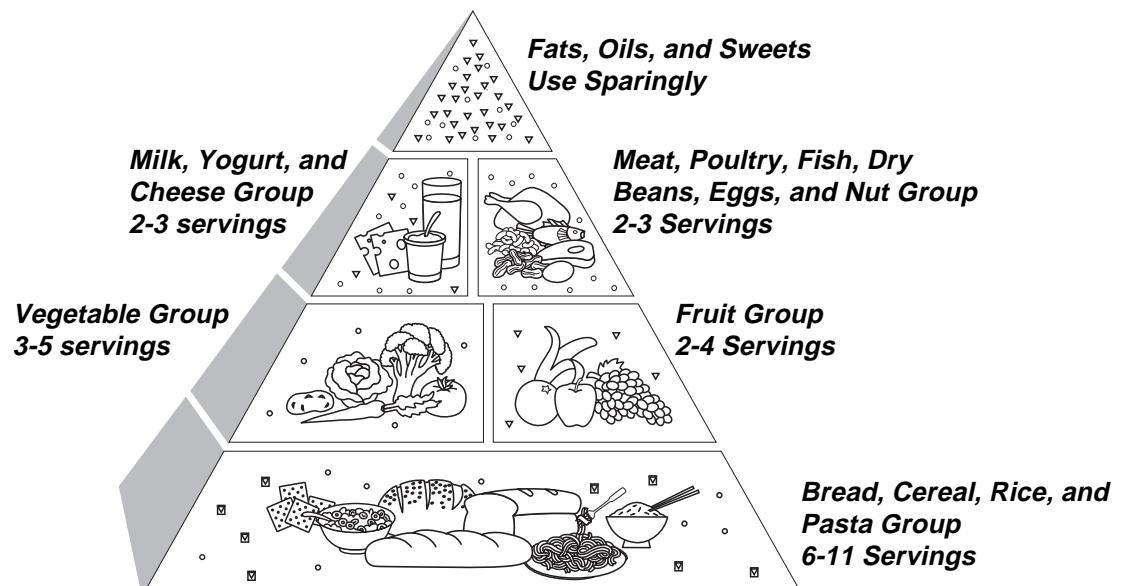 Fats, Oils, and Sweets
Use Sparingly
Milk, Yogurt, and
Cheese Group
2-3 servings
Meat, Poultry, Fish, Dry
Beans, Eggs, and Nut Group
2-3 Servings
Vegetable Group
3-5 servings
Fruit Group
2-4 Servings
Bread, Cereal, Rice, and
Pasta Group
6-11 Servings